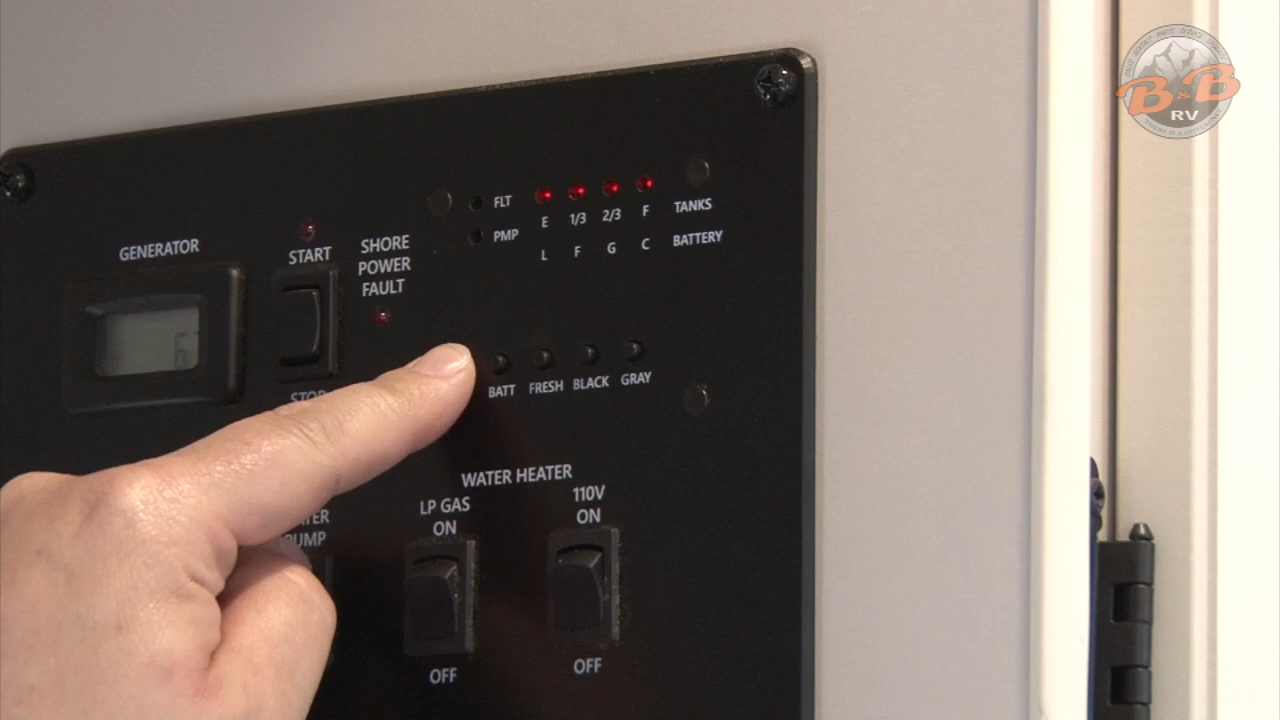 GENERATOR
START
SHORE
POWER
FAULT
FLT
PMP
E 1/3 2/3 F TANKS
L F G C BATTERY
BATT FRESH BLACK GRAY
WATER HEATER
LP GAS
ON
110V
ON
OFF
OFF
B B
RV